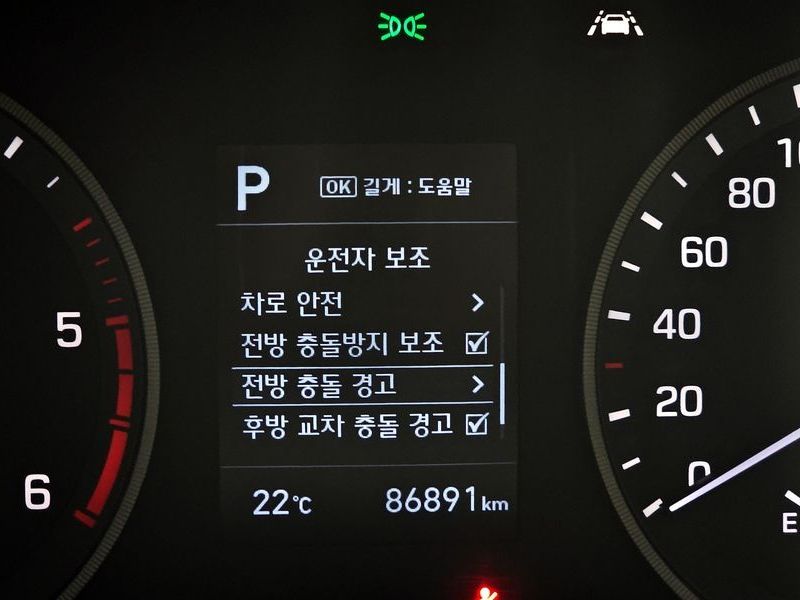 P
OK 길게 : 도움말
운전자 보조
차로 안전
전방 충돌방지 보조
전방 충돌 경고
후방 교차 충돌 경고
22°C 86891km
5
6
80
60
40
20
0
E